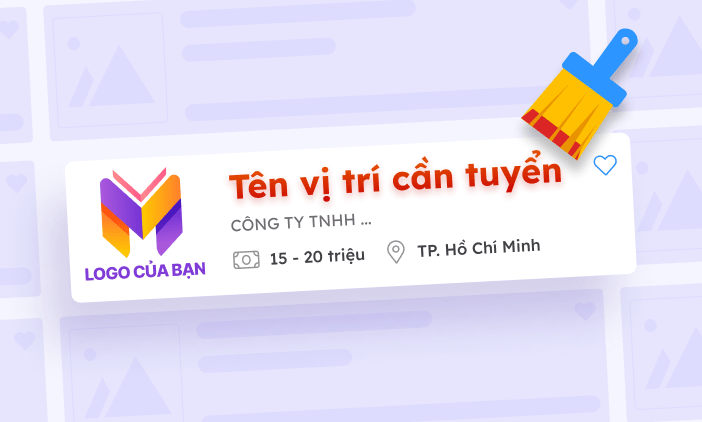 Tên vị trí cần tuyển
CÔNG TY TNHH ...
15 - 20 triệu
TP. Hồ Chí Minh
LOGO CỦA BẠN